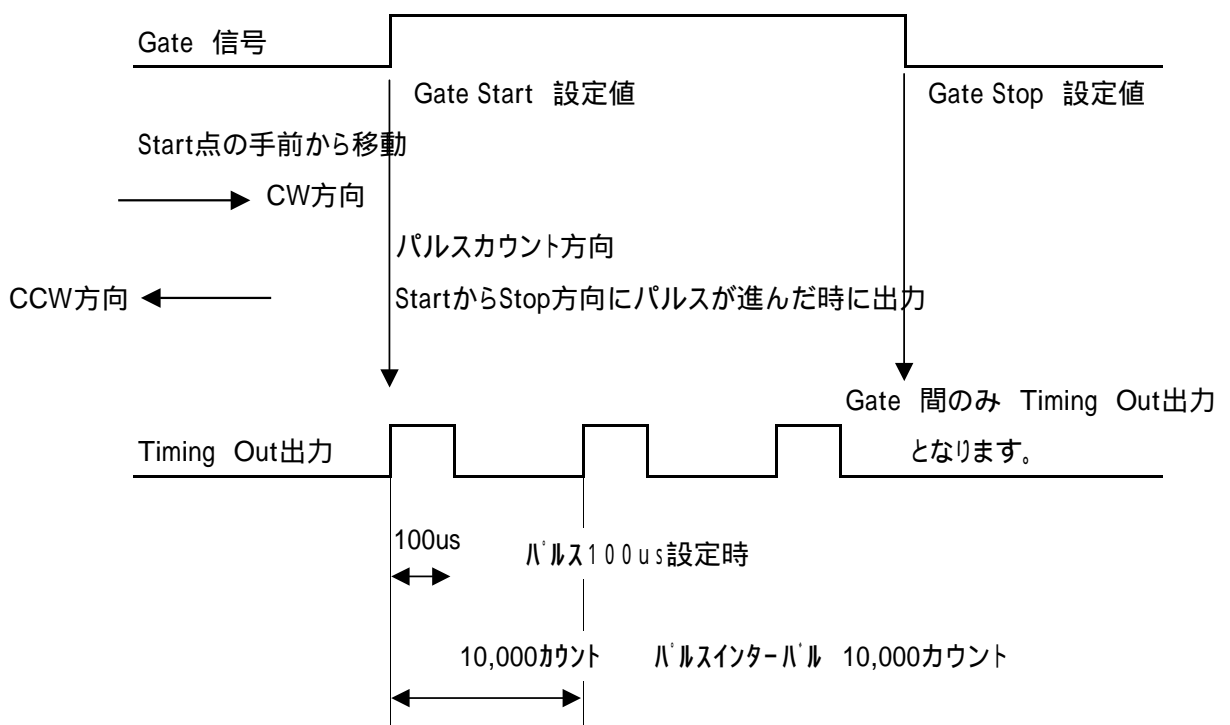 Gate 信号
Gate Start 設定値
Gate Stop 設定値
Start点の手前から移動
CW方向
パルスカウント方向
CCW方向
StartからStop方向にパルスが進んだ時に出力
Gate 間のみ Timing Out出力
となります。
Timing Out出力
100us
パルス100us設定時
10,000カウント
パルスインターバル 10,000カウント